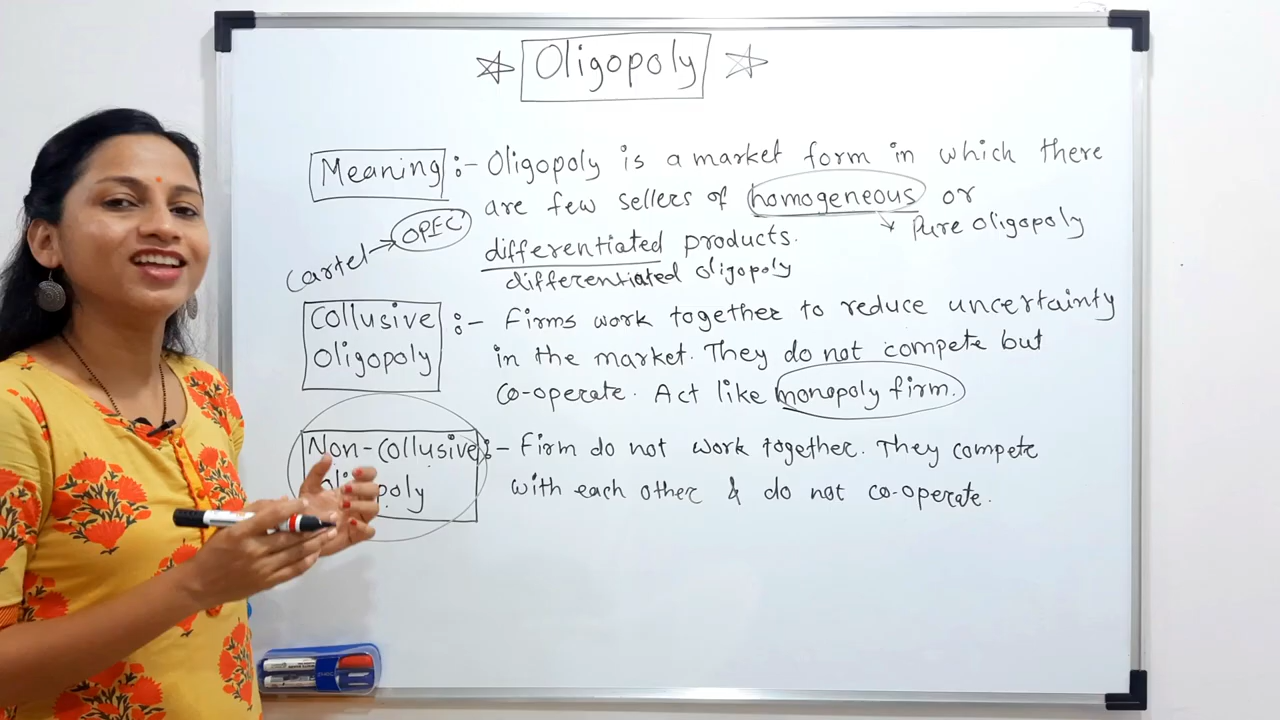 Oligopoly
Meaning :- Oligopoly is a market form in which there
are few sellers of homogeneous or
Pure Oligopoly
Cartel → OPEC
differentiated products.
differentiated Oligopoly
Collusive
Oligopoly
:- Firms work together to reduce uncertainty
in the market. They do not compete but
co-operate. Act like monopoly firm.
Non-collusive
poly
:- Firm do not work together. They compete
with each other & do not co-operate.